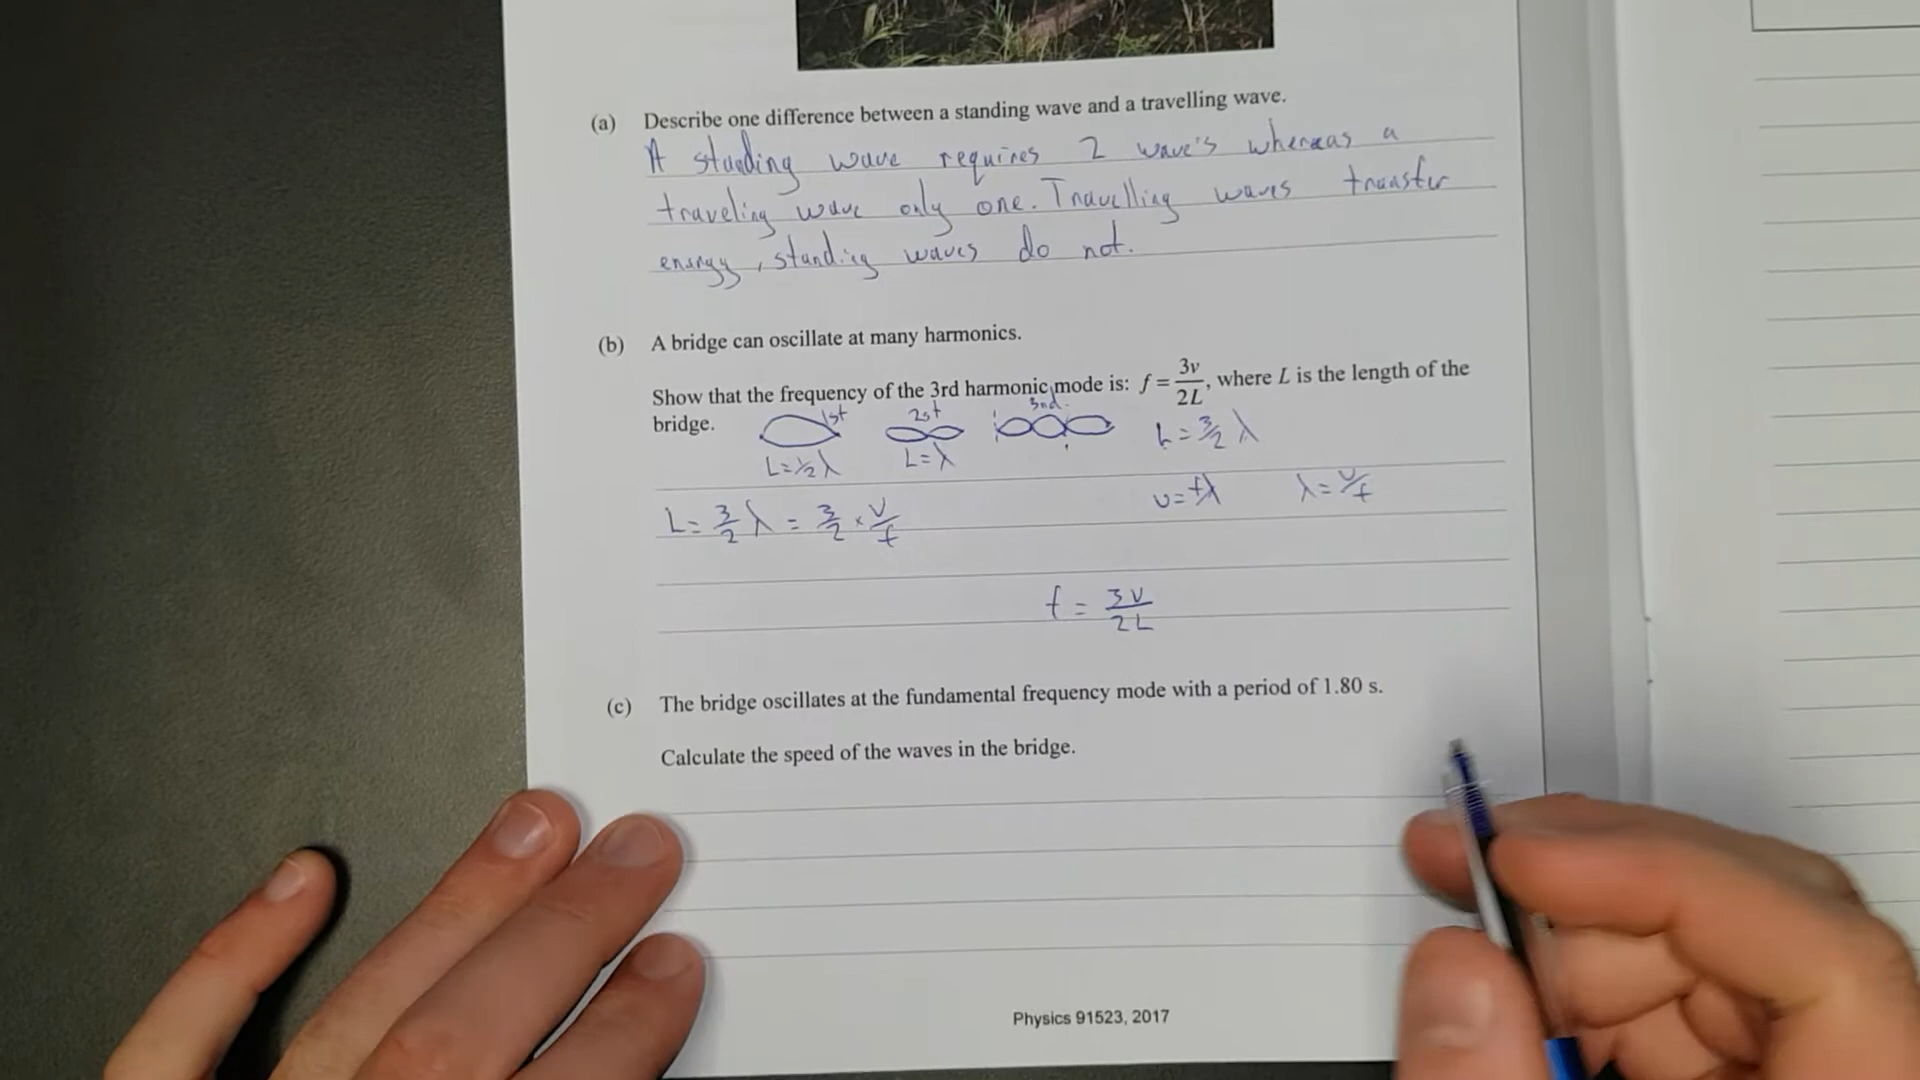 (a) Describe one difference between a standing wave and a travelling wave.
A standing wave requires 2 wave's whereas a
traveling wave only one. Travelling waves transfer
energy, standing waves do not.
(b) A bridge can oscillate at many harmonics.
Show that the frequency of the 3rd harmonic mode is: f = 3v/2L, where L is the length of the
bridge.
1st 2st 3nd
L=½λ L=λ L=3/2 λ
v=fλ λ=v/f
L=3/2 λ = 3/2 × v/f
f = 3v/2L
(c) The bridge oscillates at the fundamental frequency mode with a period of 1.80 s.
Calculate the speed of the waves in the bridge.
Physics 91523, 2017